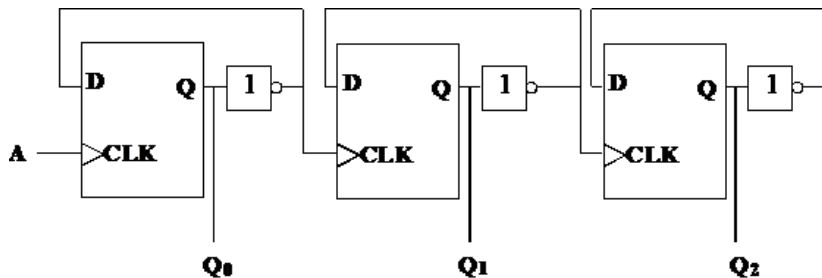 D Q 1 D Q 1 D Q 1
A CLK CLK CLK
Q₀ Q₁ Q₂